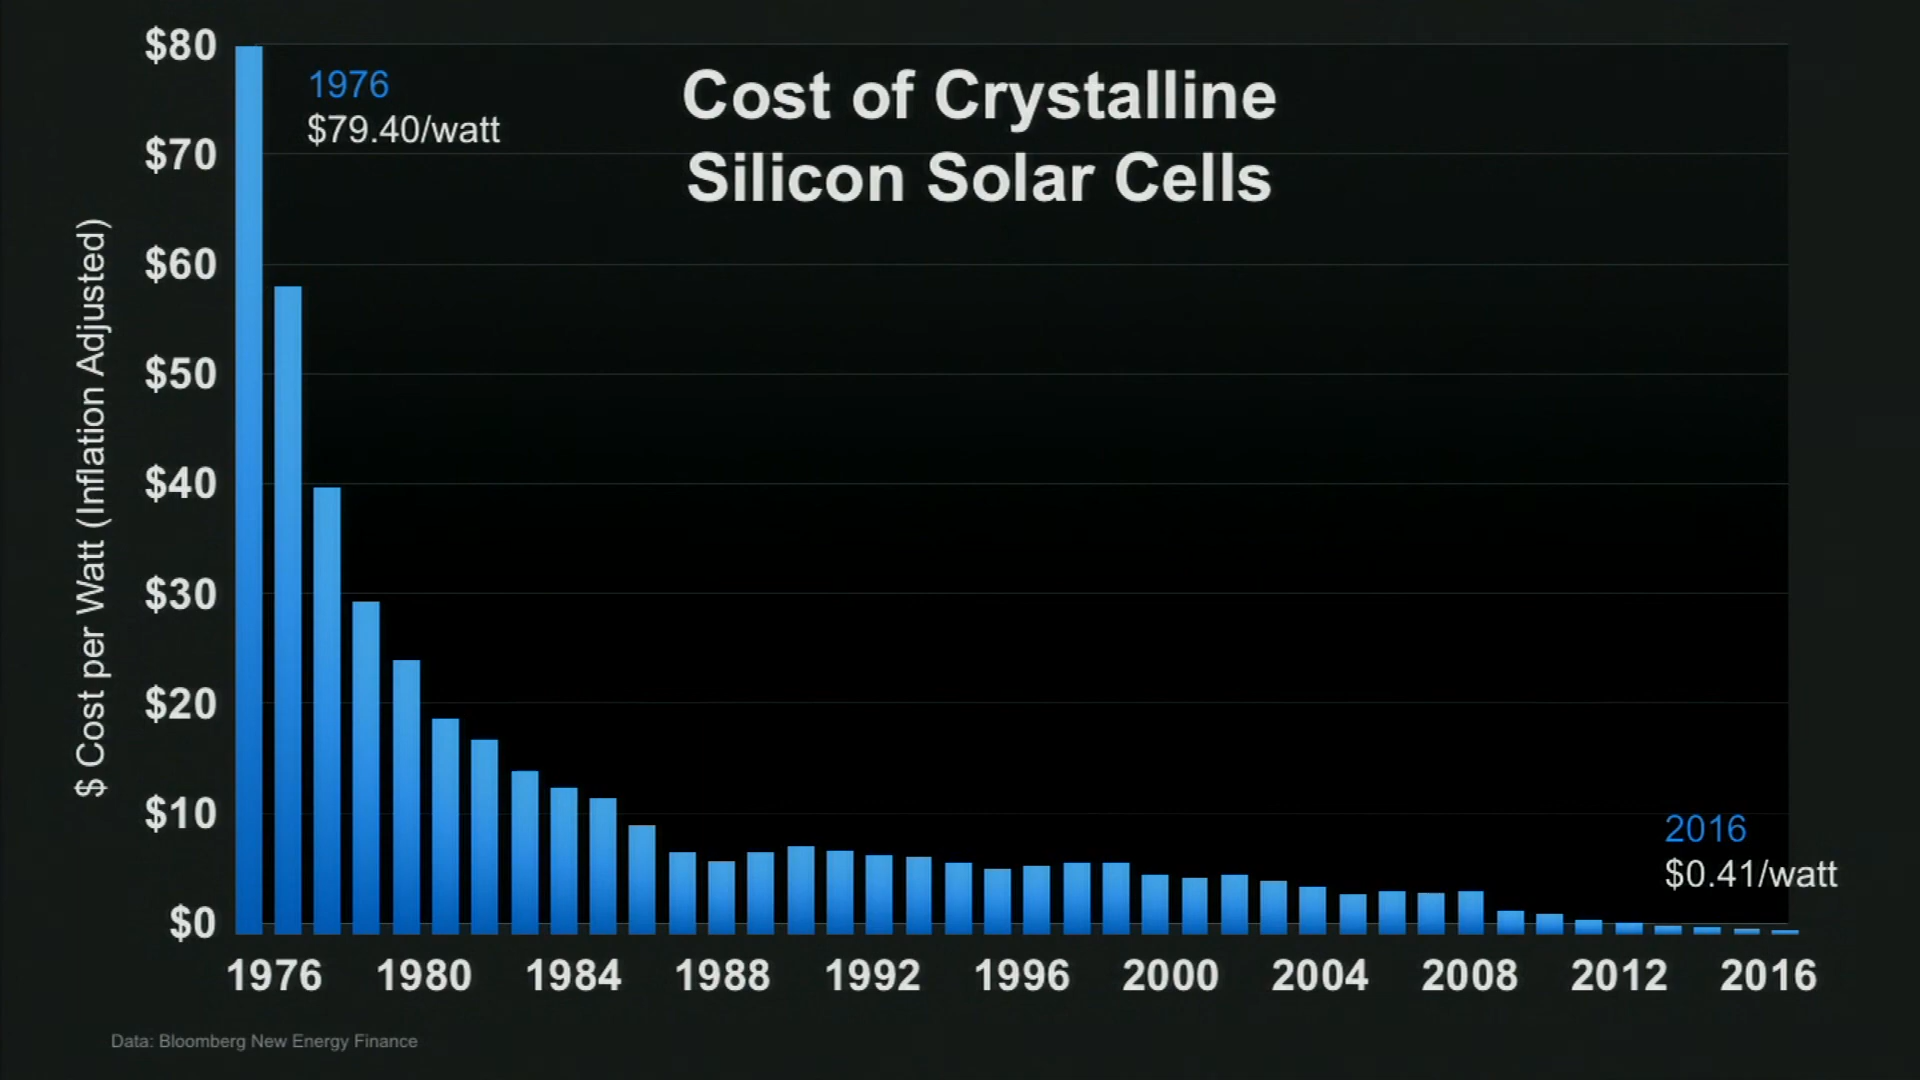 Cost of Crystalline
Silicon Solar Cells
1976
$79.40/watt
$ Cost per Watt (Inflation Adjusted)
$80
$70
$60
$50
$40
$30
$20
$10
$0
2016
$0.41/watt
1976 1980 1984 1988 1992 1996 2000 2004 2008 2012 2016
Data: Bloomberg New Energy Finance